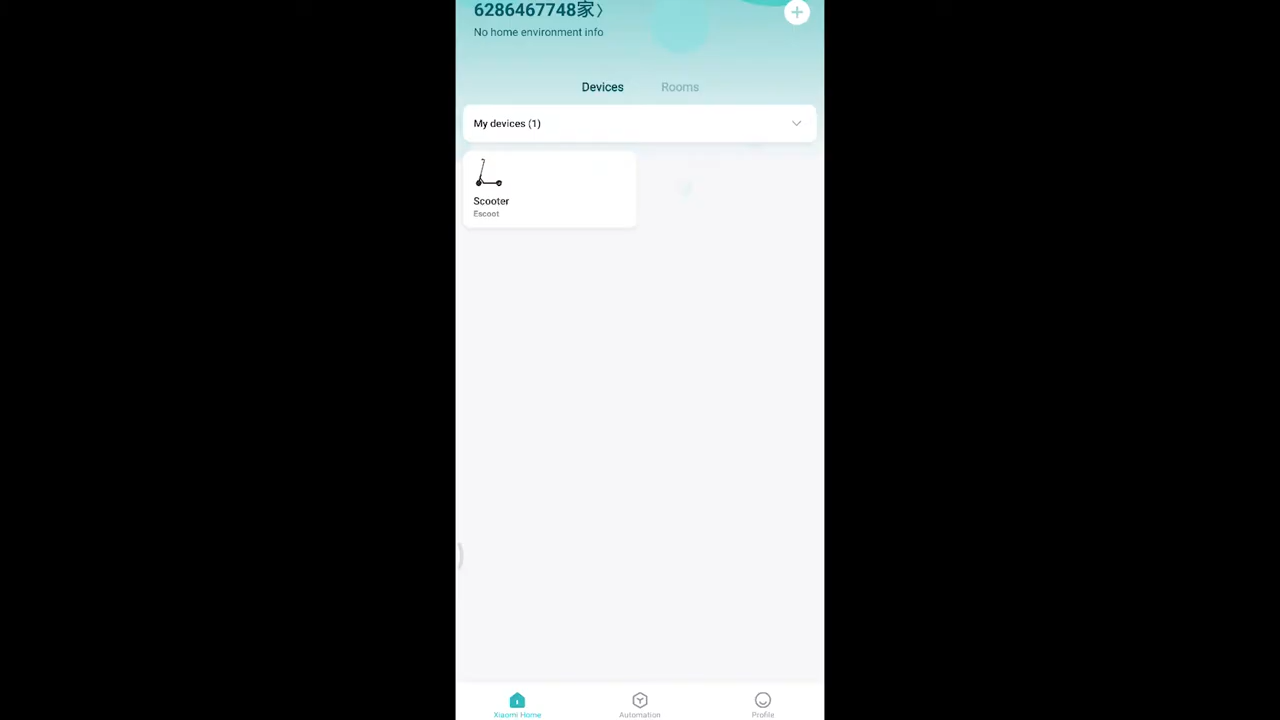 6286467748家〉
No home environment info
Devices
Rooms
My devices (1)
Scooter
Escoot
Xiaomi Home
Automation
Profile